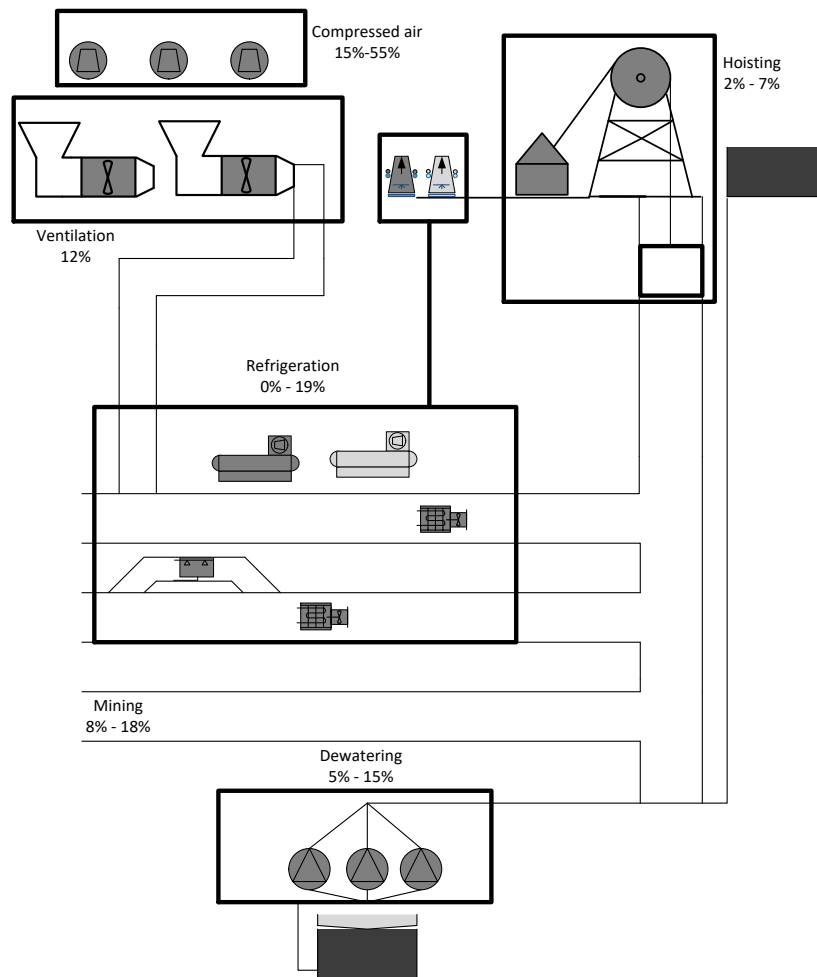 Compressed air
15%-55%
Hoisting
2% - 7%
Ventilation
12%
Refrigeration
0% - 19%
Mining
8% - 18%
Dewatering
5% - 15%